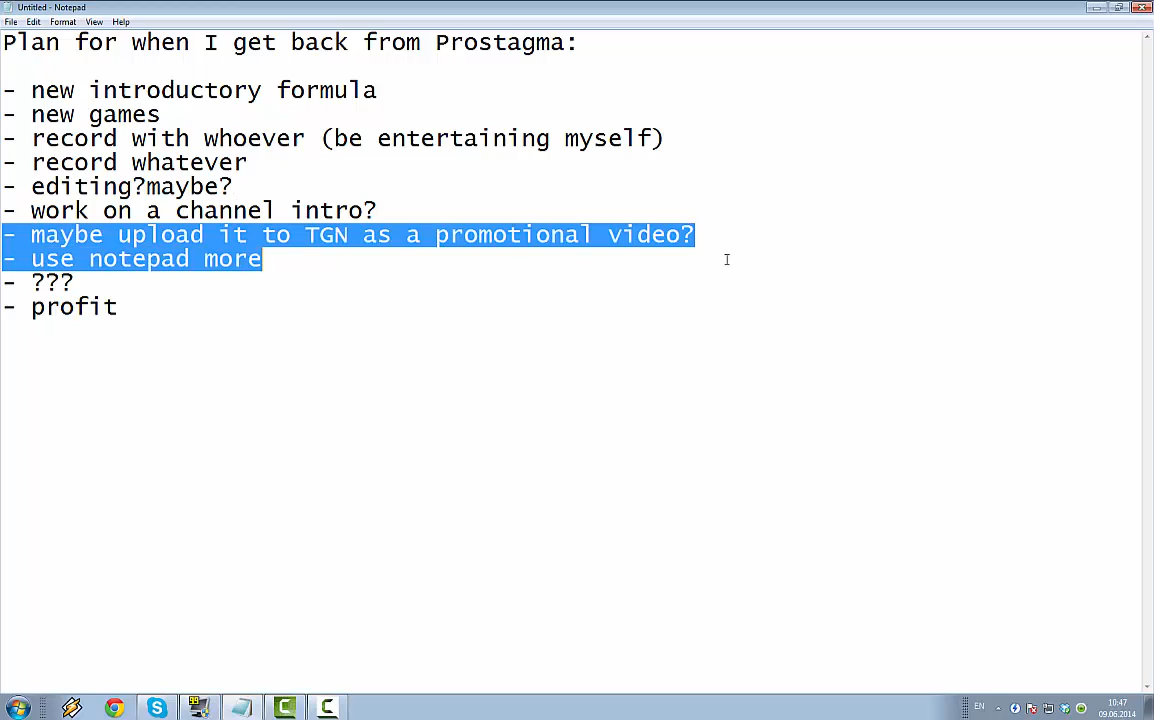 Untitled - Notepad
File Edit Format View Help
Plan for when I get back from Prostagma:
- new introductory formula
- new games
- record with whoever (be entertaining myself)
- record whatever
- editing?maybe?
- work on a channel intro?
- maybe upload it to TGN as a promotional video?
- use notepad more
- ???
- profit
EN
10:47
09.06.2014